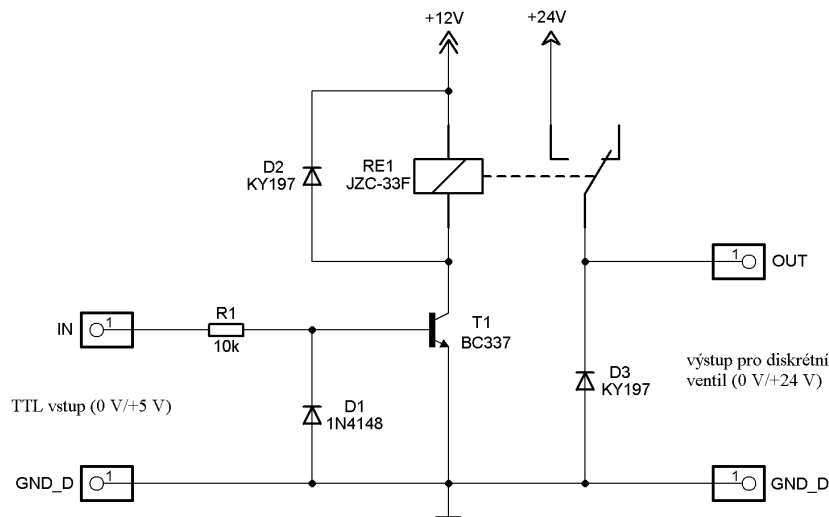 +12V
+24V
D2
KY197
RE1
JZC-33F
1
OUT
IN
1
R1
10k
T1
BC337
výstup pro diskrétní
ventil (0 V/+24 V)
D3
KY197
TTL vstup (0 V/+5 V)
D1
1N4148
GND_D
1
1
GND_D